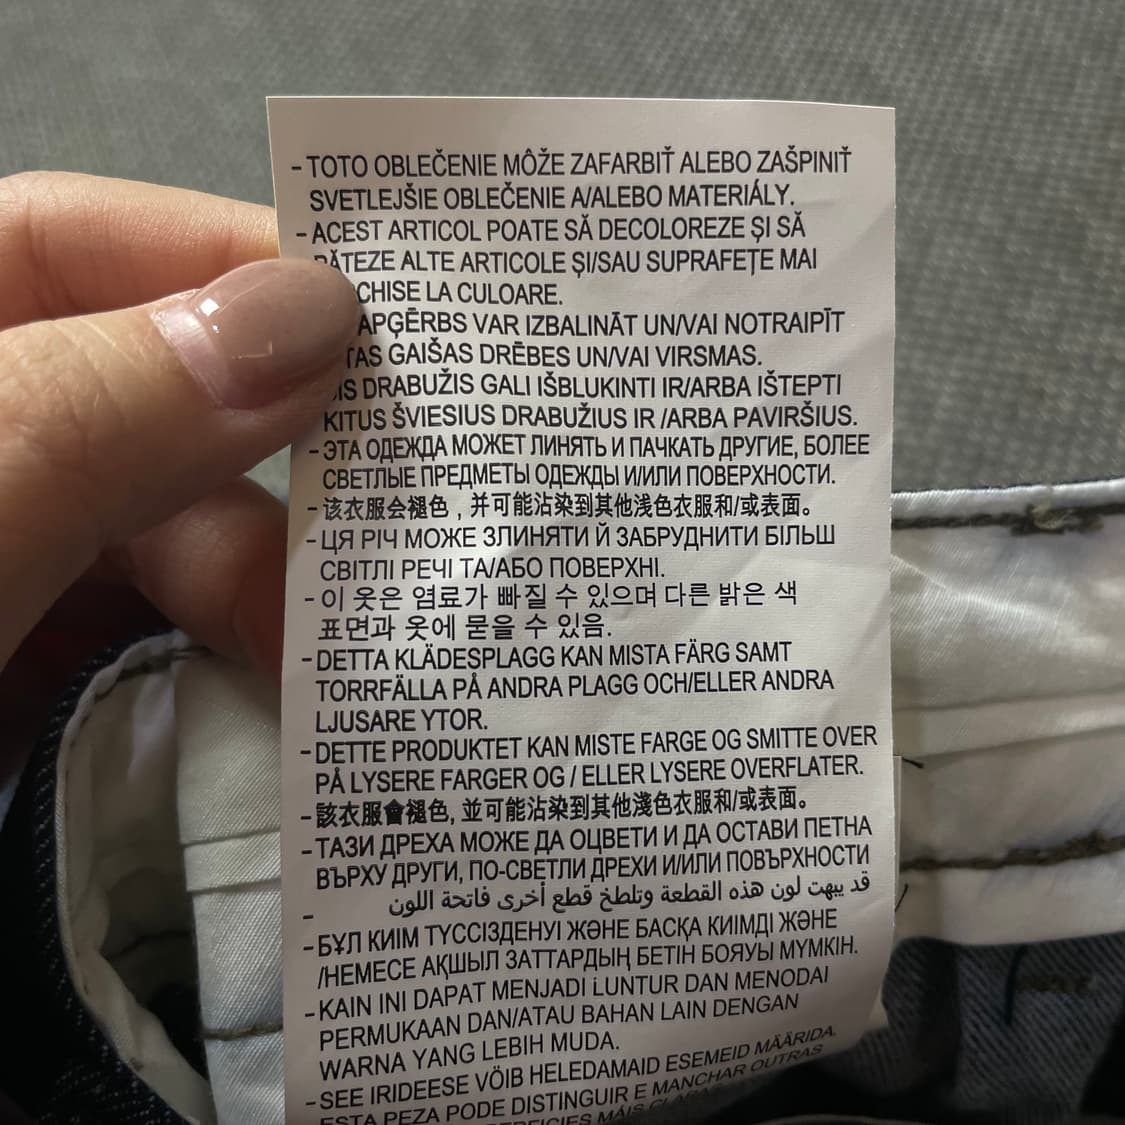 - TOTO OBLEČENIE MÔŽE ZAFARBIŤ ALEBO ZAŠPINIŤ
SVETLEJŠIE OBLEČENIE A/ALEBO MATERIÁLY.
- ACEST ARTICOL POATE SĂ DECOLOREZE ŞI SĂ
ALTE ARTICOLE ŞI/SAU SUPRAFEŢE MAI
LA CULOARE.
APĢĒRBS VAR IZBALINĀT UN/VAI NOTRAIPĪT
GAIŠAS DRĒBES UN/VAI VIRSMAS.
DRABUŽIS GALI IŠBLUKINTI IR/ARBA IŠTEPTI
KITUS ŠVIESIUS DRABUŽIUS IR /ARBA PAVIRŠIUS.
- ЭТА ОДЕЖДА МОЖЕТ ЛИНЯТЬ И ПАЧКАТЬ ДРУГИЕ, БОЛЕЕ
СВЕТЛЫЕ ПРЕДМЕТЫ ОДЕЖДЫ И/ИЛИ ПОВЕРХНОСТИ.
- 该衣服会褪色，并可能沾染到其他浅色衣服和/或表面。
- ЦЯ РІЧ МОЖЕ ЗЛИНЯТИ Й ЗАБРУДНИТИ БІЛЬШ
СВІТЛІ РЕЧІ ТА/АБО ПОВЕРХНІ.
- 이 옷은 염료가 빠질 수 있으며 다른 밝은 색
표면과 옷에 묻을 수 있음.
- DETTA KLÄDESPLAGG KAN MISTA FÄRG SAMT
TORRFÄLLA PÅ ANDRA PLAGG OCH/ELLER ANDRA
LJUSARE YTOR.
- DETTE PRODUKTET KAN MISTE FARGE OG SMITTE OVER
PÅ LYSERE FARGER OG / ELLER LYSERE OVERFLATER.
- 該衣服會褪色, 並可能沾染到其他淺色衣服和/或表面。
- ТАЗИ ДРЕХА МОЖЕ ДА ОЦВЕТИ И ДА ОСТАВИ ПЕТНА
ВЪРХУ ДРУГИ, ПО-СВЕТЛИ ДРЕХИ И/ИЛИ ПОВЪРХНОСТИ
- قد يبهت لون هذه القطعة وتلطخ قطع أخرى فاتحة اللون
- БҰЛ КИІМ ТҮССІЗДЕНУІ ЖӘНЕ БАСҚА КИІМДІ ЖӘНЕ
/НЕМЕСЕ АҚШЫЛ ЗАТТАРДЫҢ БЕТІН БОЯУЫ МҮМКІН.
- KAIN INI DAPAT MENJADI LUNTUR DAN MENODAI
PERMUKAAN DAN/ATAU BAHAN LAIN DENGAN
WARNA YANG LEBIH MUDA.
- SEE IRIDEESE VÕIB HELEDAMAID ESEMEID MÄÄRIDA.
ESTA PEZA PODE DISTINGUIR E MANCHAR OUTRAS
MÁIS